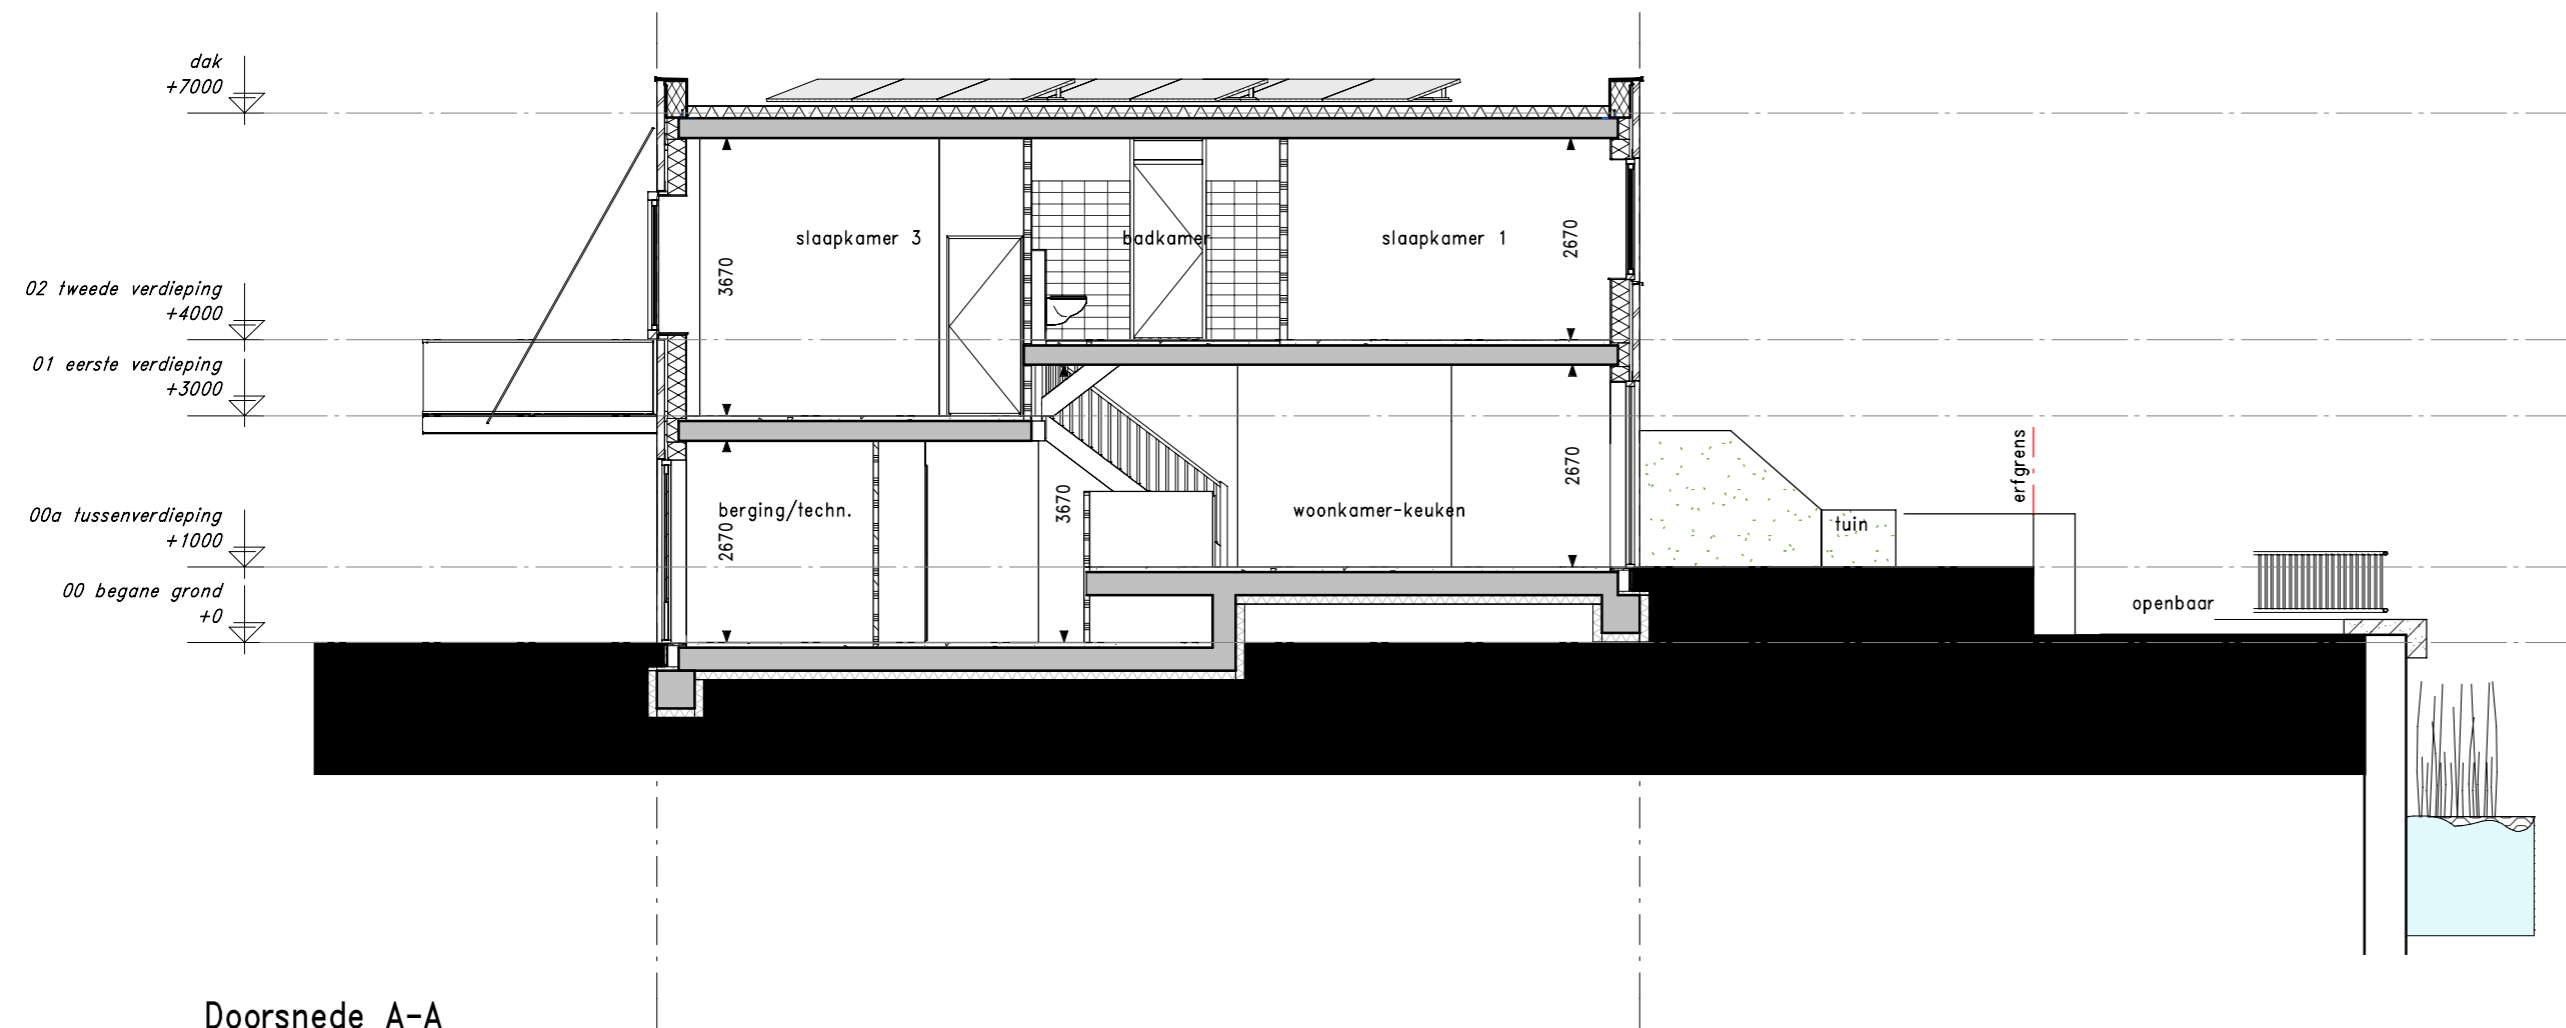 dak
+7000
02 tweede verdieping
+4000
01 eerste verdieping
+3000
00a tussenverdieping
+1000
00 begane grond
+0
slaapkamer 3
badkamer
slaapkamer 1
3670
2670
berging/techn.
2670
3670
woonkamer-keuken
2670
tuin
erfgrens
openbaar
Doorsnede A-A